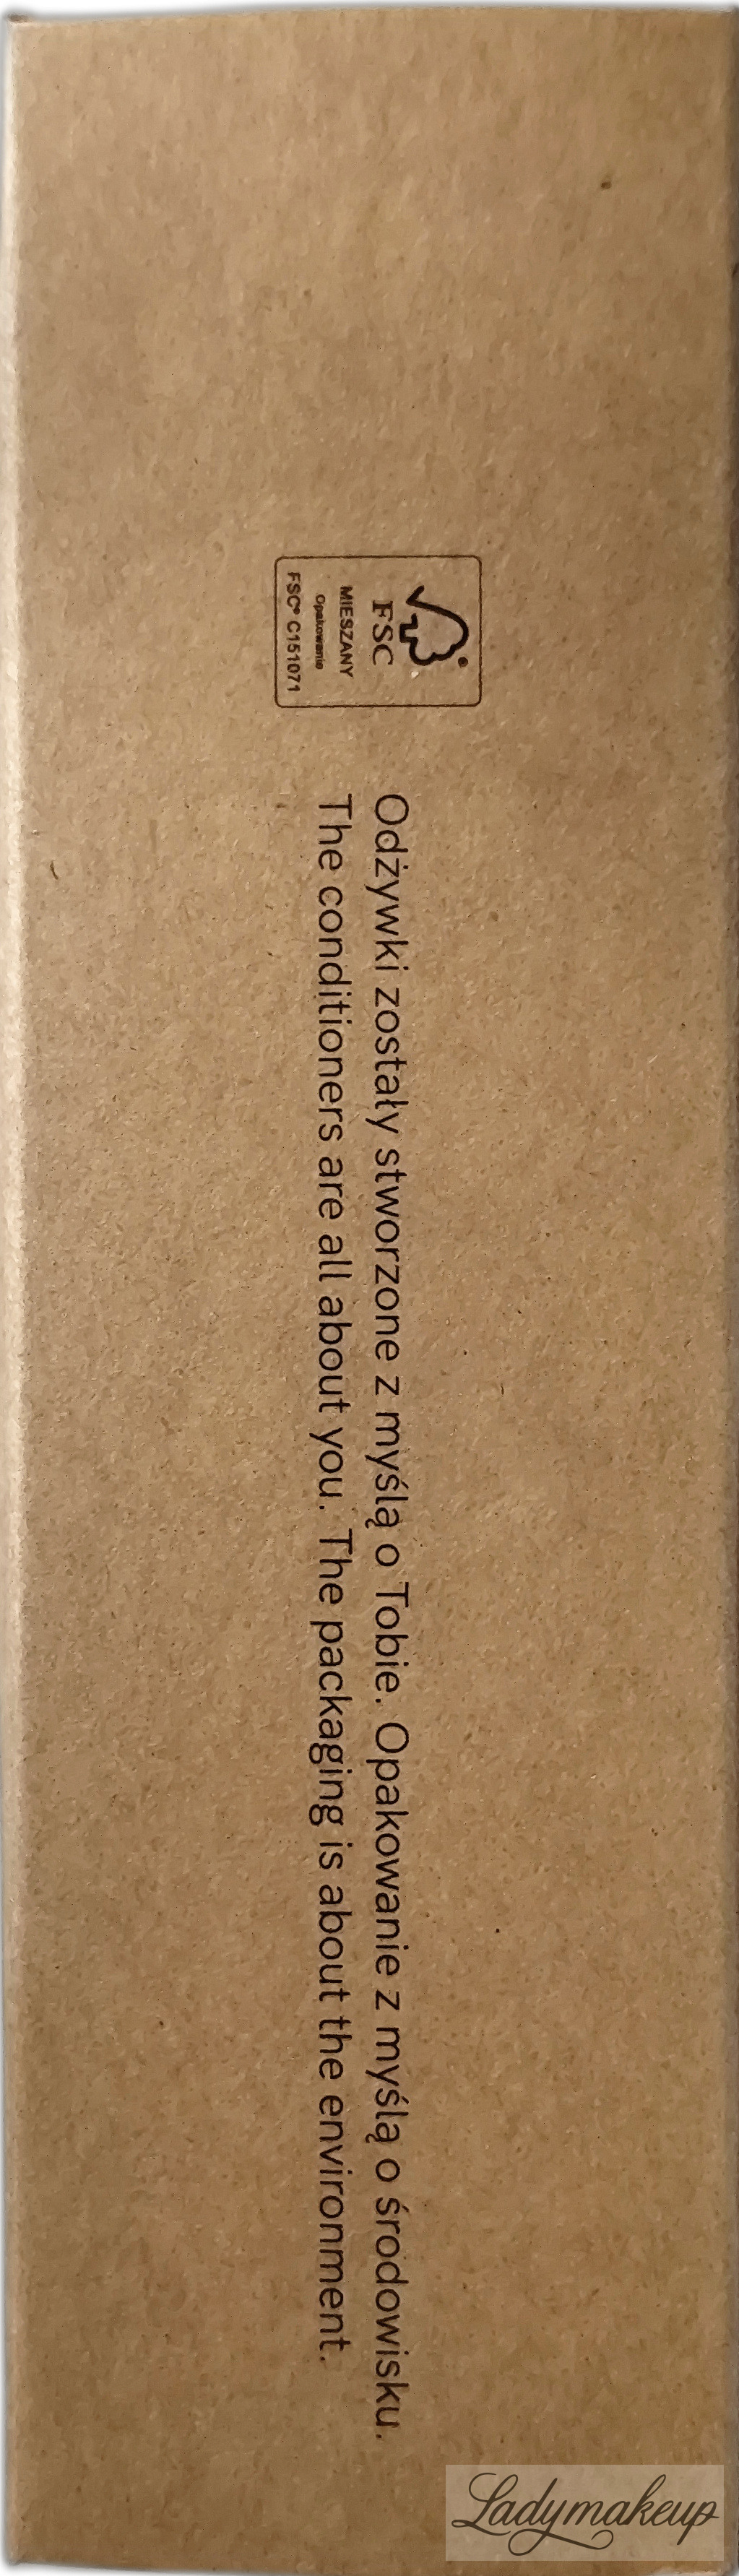 FSC
MIESZANY
Opakowanie
FSC® C151071
Odżywki zostały stworzone z myślą o Tobie. Opakowanie z myślą o środowisku.
The conditioners are all about you. The packaging is about the environment.
Ladymakeup